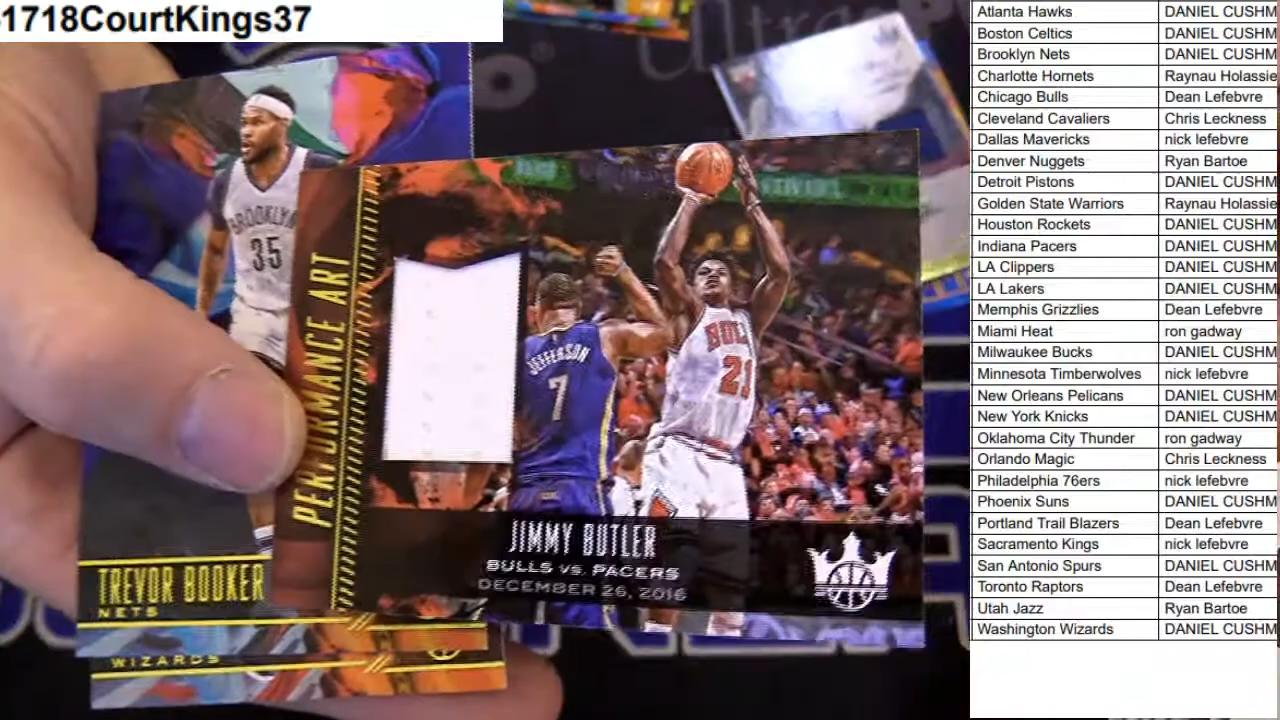 1718CourtKings37
BROOKLYN
35
TREVOR BOOKER
NETS
WIZARDS
PERFORMANCE ART
JEFFERSON
7
BULL
21
JIMMY BUTLER
BULLS VS. PACERS
DECEMBER 26, 2016
Atlanta Hawks DANIEL CUSHM
Boston Celtics DANIEL CUSHM
Brooklyn Nets DANIEL CUSHM
Charlotte Hornets Raynau Holassie
Chicago Bulls Dean Lefebvre
Cleveland Cavaliers Chris Leckness
Dallas Mavericks nick lefebvre
Denver Nuggets Ryan Bartoe
Detroit Pistons DANIEL CUSHM
Golden State Warriors Raynau Holassie
Houston Rockets DANIEL CUSHM
Indiana Pacers DANIEL CUSHM
LA Clippers DANIEL CUSHM
LA Lakers DANIEL CUSHM
Memphis Grizzlies Dean Lefebvre
Miami Heat ron gadway
Milwaukee Bucks DANIEL CUSHM
Minnesota Timberwolves nick lefebvre
New Orleans Pelicans DANIEL CUSHM
New York Knicks DANIEL CUSHM
Oklahoma City Thunder ron gadway
Orlando Magic Chris Leckness
Philadelphia 76ers nick lefebvre
Phoenix Suns DANIEL CUSHM
Portland Trail Blazers Dean Lefebvre
Sacramento Kings nick lefebvre
San Antonio Spurs DANIEL CUSHM
Toronto Raptors Dean Lefebvre
Utah Jazz Ryan Bartoe
Washington Wizards DANIEL CUSHM